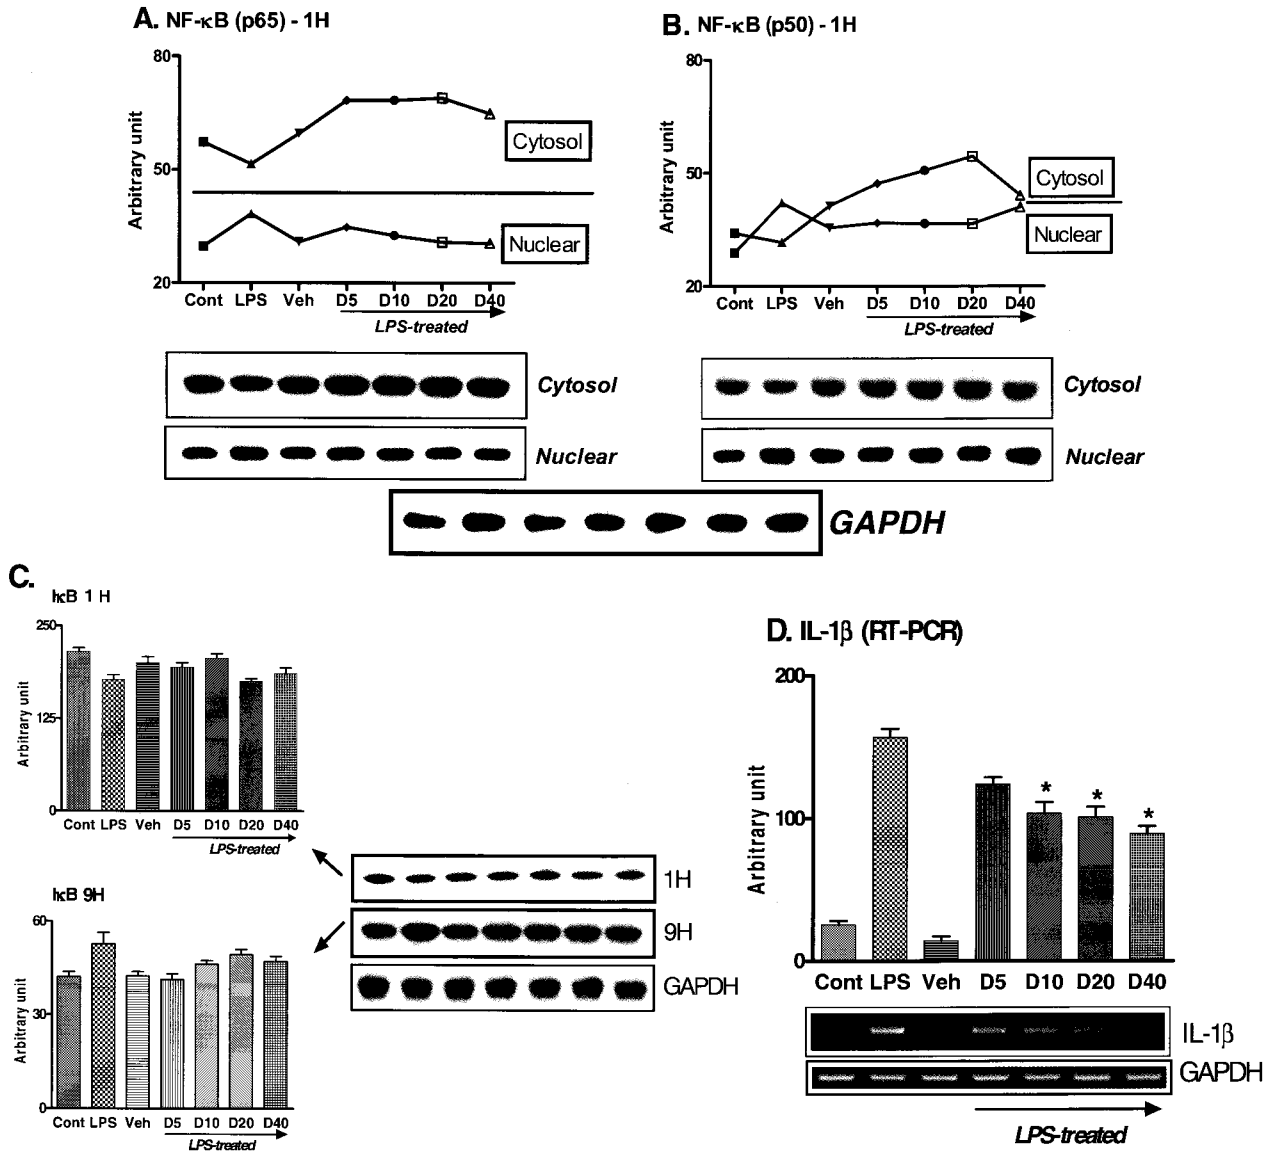 A. NF-κB (p65) - 1H
80
50
20
Arbitrary unit
Cytosol
Nuclear
Cont LPS Veh D5 D10 D20 D40
LPS-treated
Cytosol
Nuclear
B. NF-κB (p50) - 1H
80
50
20
Arbitrary unit
Cytosol
Nuclear
Cont LPS Veh D5 D10 D20 D40
LPS-treated
Cytosol
Nuclear
GAPDH
C.
IκB 1 H
250
125
0
Arbitrary unit
Cont LPS Veh D5 D10 D20 D40
LPS-treated
IκB 9H
60
30
0
Arbitrary unit
Cont LPS Veh D5 D10 D20 D40
LPS-treated
1H
9H
GAPDH
D. IL-1β (RT-PCR)
200
100
0
Arbitrary unit
* * *
Cont LPS Veh D5 D10 D20 D40
IL-1β
GAPDH
LPS-treated